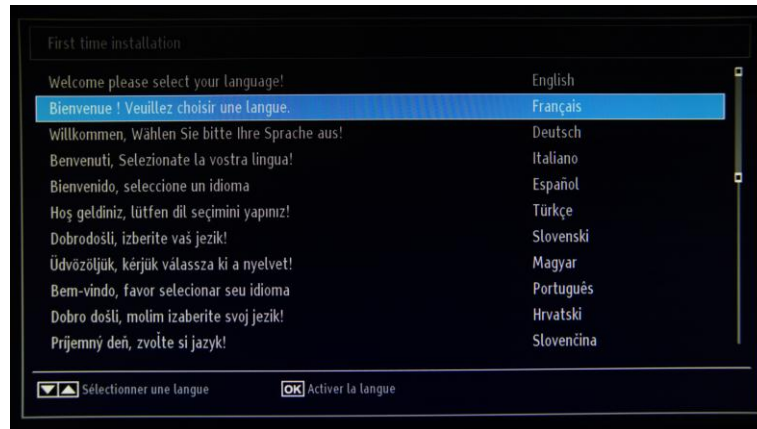 First time installation
Welcome please select your language! English
Bienvenue ! Veuillez choisir une langue. Français
Willkommen, Wählen Sie bitte Ihre Sprache aus! Deutsch
Benvenuti, Selezionate la vostra lingua! Italiano
Bienvenido, seleccione un idioma Español
Hoş geldiniz, lütfen dil seçimini yapınız! Türkçe
Dobrodošli, izberite vaš jezik! Slovenski
Üdvözöljük, kérjük válassza ki a nyelvet! Magyar
Bem-vindo, favor selecionar seu idioma Português
Dobro došli, molim izaberite svoj jezik! Hrvatski
Príjemný deň, zvoľte si jazyk! Slovenčina
Sélectionner une langue OK Activer la langue